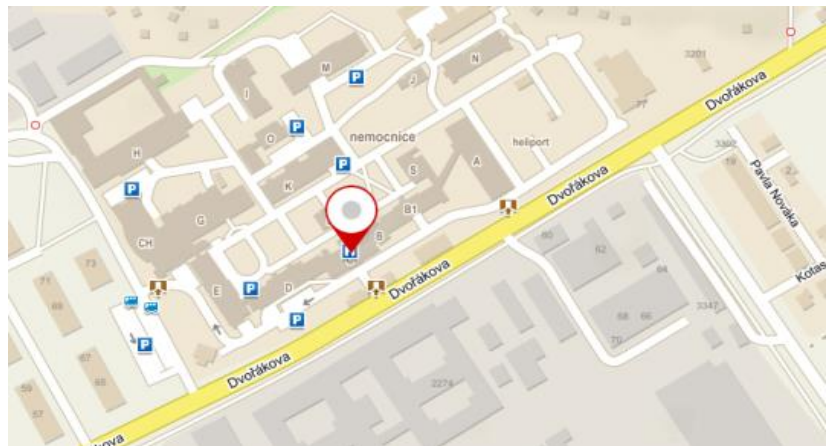 3201
M
N
J
Dvořákova
77
I
O
nemocnice
heliport
3302
19
2
Pavla Nováka
H
K
S
A
Dvořákova
B1
G
B
CH
60
62
64
Kotas
73
71
69
E
D
Dvořákova
3347
68
66
70
67
65
Dvořákova
2274
59
57
kova